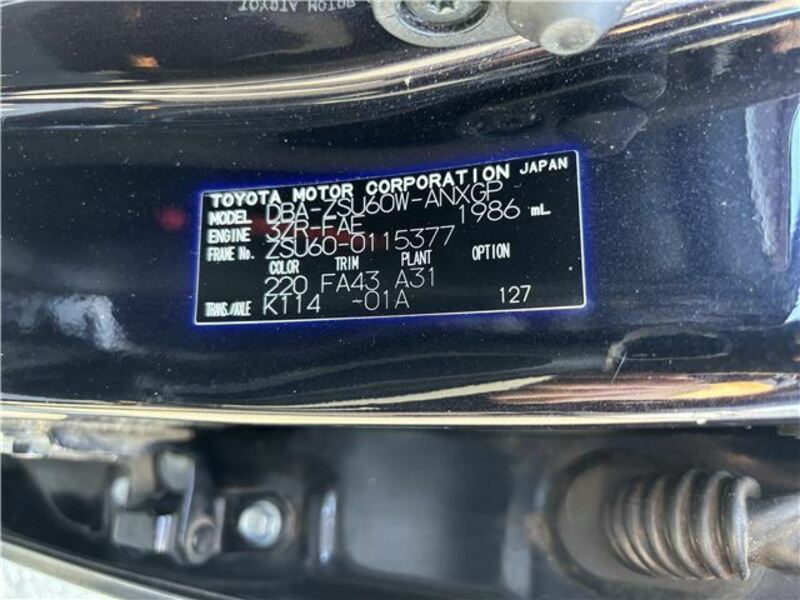 TOYOTA MOTOR CORPORATION JAPAN
MODEL DBA-ZSU60W-ANXGP
ENGINE 3ZR-FAE 1986 mL
FRAME No. ZSU60-0115377
COLOR TRIM PLANT OPTION
220 FA43 A31
TRANS./AXLE K114 -01A 127